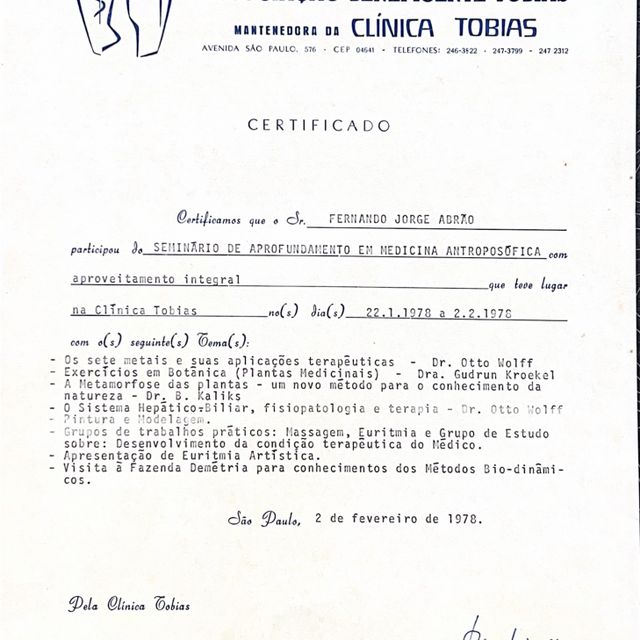 BENEFICENTE TOBIAS
MANTENEDORA DA CLÍNICA TOBIAS
AVENIDA SÃO PAULO, 576 · CEP 04641 · TELEFONES: 246-3522 · 247-3799 · 247 2312
CERTIFICADO
Certificamos que o Sr. FERNANDO JORGE ABRÃO
participou do SEMINÁRIO DE APROFUNDAMENTO EM MEDICINA ANTROPOSÓFICA com
aproveitamento integral que teve lugar
na Clínica Tobias no(s) dia(s) 22.1.1978 a 2.2.1978
com o(s) seguinte(s) Tema(s):
- Os sete metais e suas aplicações terapêuticas - Dr. Otto Wolff
- Exercícios em Botânica (Plantas Medicinais) - Dra. Gudrun Kroekel
- A Metamorfose das plantas - um novo método para o conhecimento da
natureza - Dr. B. Kaliks
- O Sistema Hepático-Biliar, fisiopatologia e terapia - Dr. Otto Wolff
- Pintura e Modelagem.
- Grupos de trabalhos práticos: Massagem, Euritmia e Grupo de Estudo
sobre: Desenvolvimento da condição terapêutica do Médico.
- Apresentação de Euritmia Artística.
- Visita à Fazenda Demétria para conhecimentos dos Métodos Bio-dinâmi-
cos.
São Paulo, 2 de fevereiro de 1978.
Pela Clínica Tobias